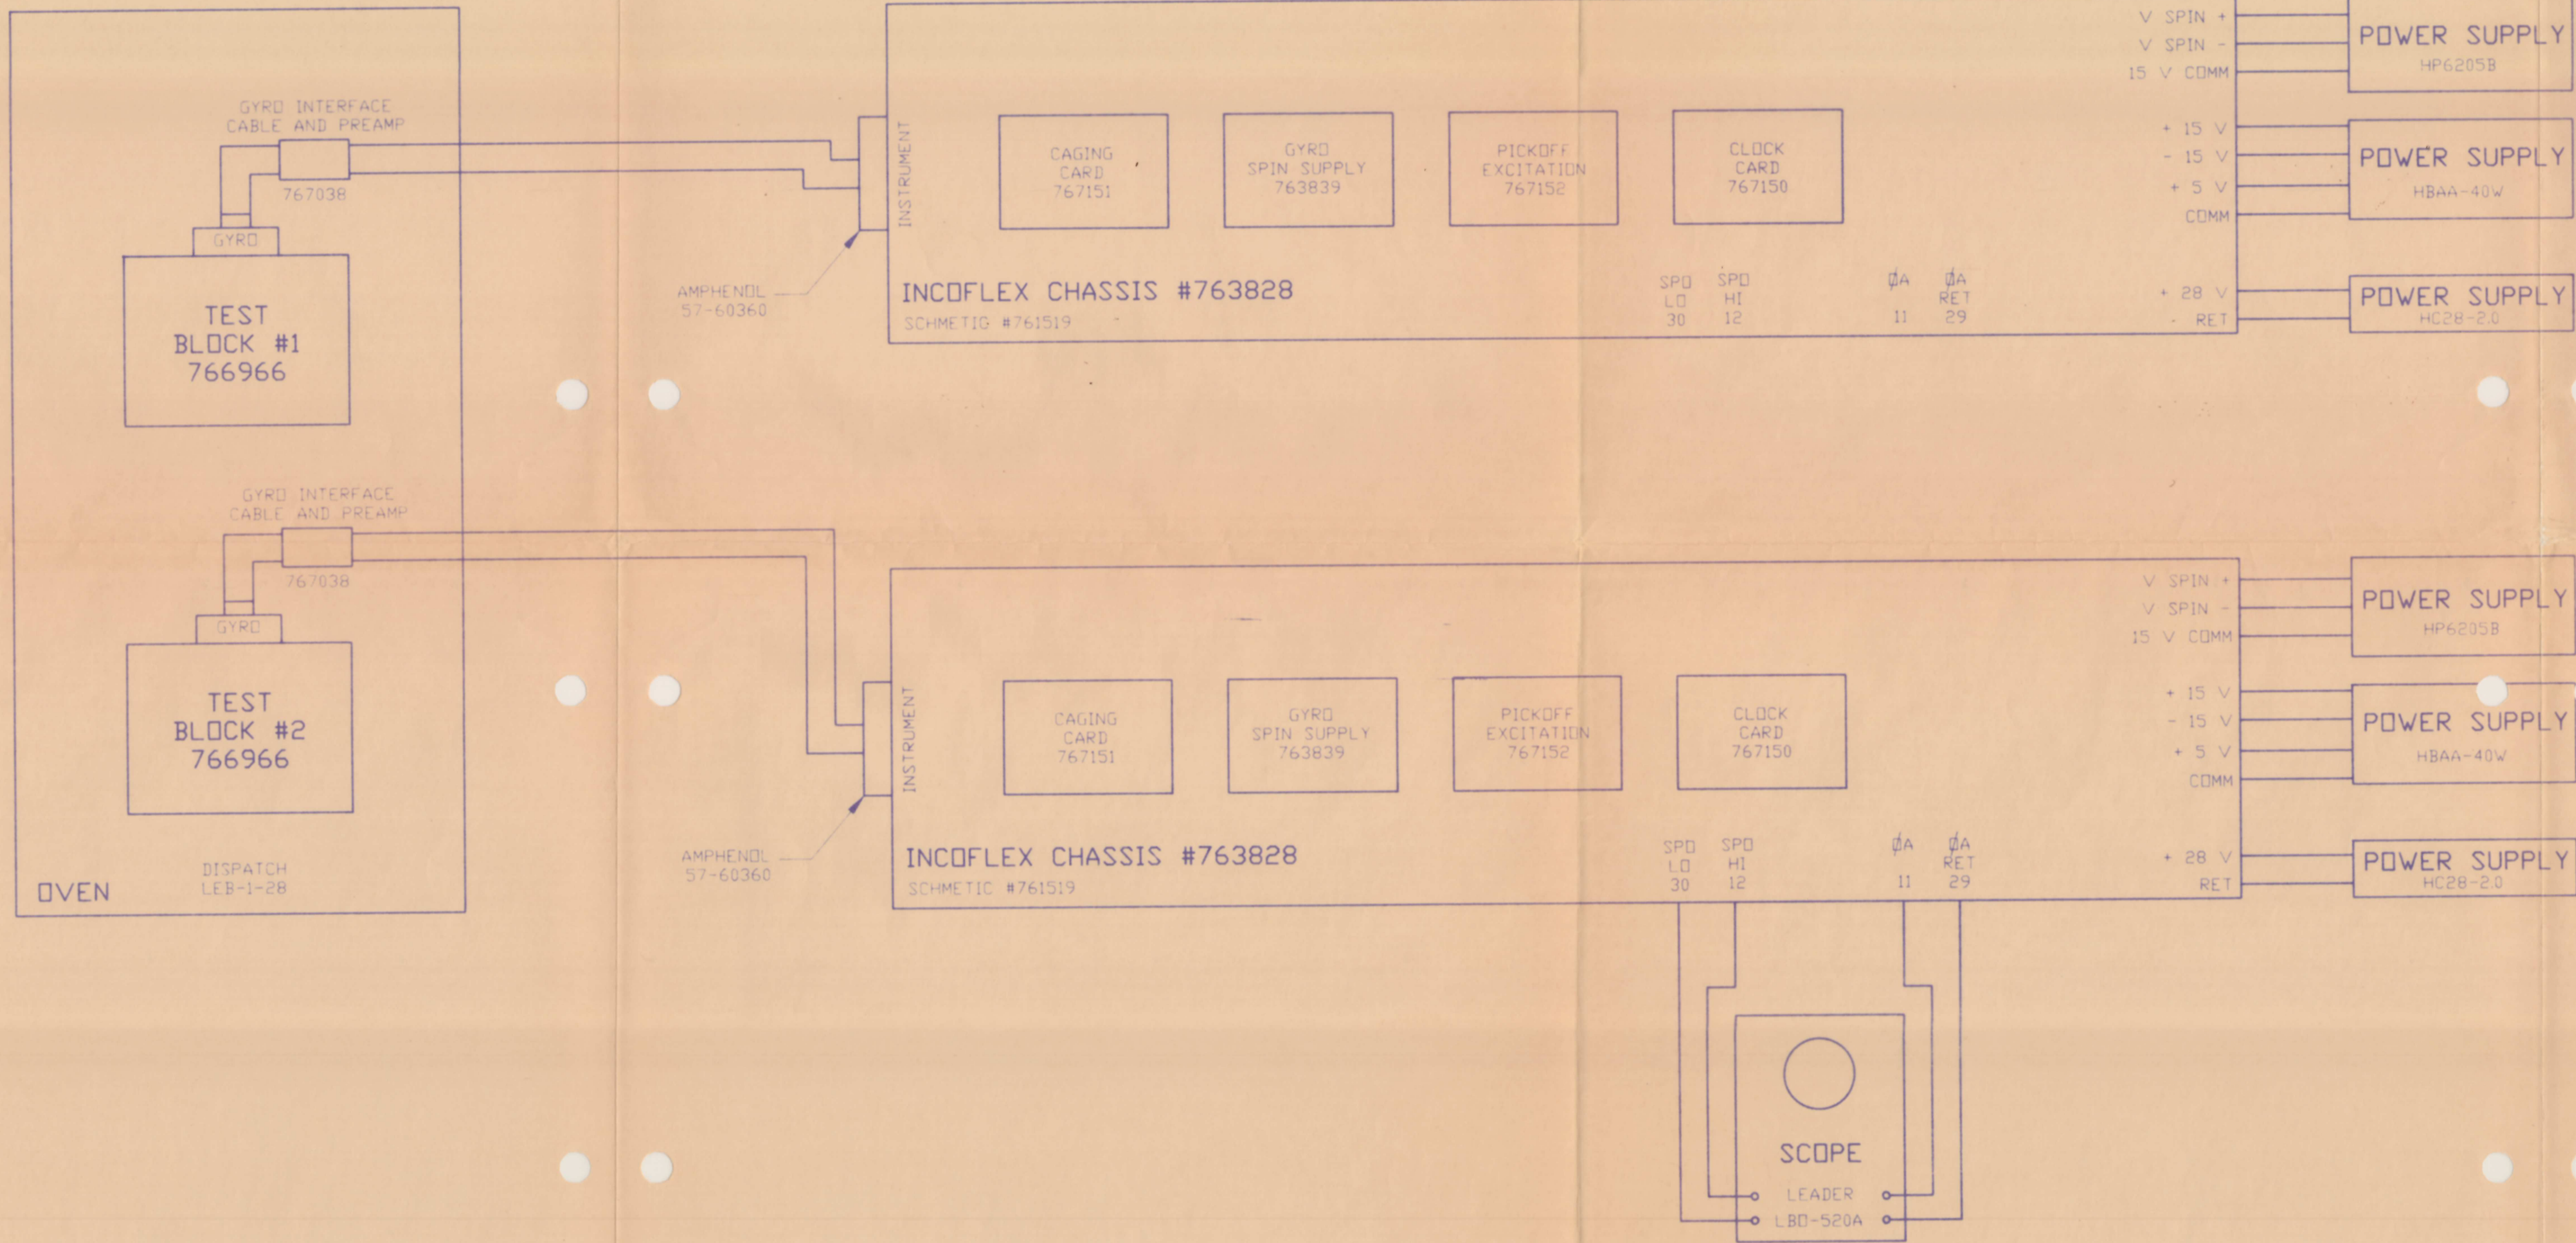 GYRO INTERFACE
CABLE AND PREAMP
767038
GYRO
TEST
BLOCK #1
766966
GYRO INTERFACE
CABLE AND PREAMP
767038
GYRO
TEST
BLOCK #2
766966
DISPATCH
LEB-1-28
OVEN
AMPHENOL
57-60360
INSTRUMENT
CAGING
CARD
767151
GYRO
SPIN SUPPLY
763839
PICKOFF
EXCITATION
767152
CLOCK
CARD
767150
INCOFLEX CHASSIS #763828
SCHMETIG #761519
SPD
LO
30
SPD
HI
12
ØA
11
ØA
RET
29
V SPIN +
V SPIN -
15 V COMM
+ 15 V
- 15 V
+ 5 V
COMM
+ 28 V
- RET
POWER SUPPLY
HP6205B
POWER SUPPLY
HBAA-40W
POWER SUPPLY
HC28-2.0
AMPHENOL
57-60360
INSTRUMENT
CAGING
CARD
767151
GYRO
SPIN SUPPLY
763839
PICKOFF
EXCITATION
767152
CLOCK
CARD
767150
INCOFLEX CHASSIS #763828
SCHMETIC #761519
SPD
LO
30
SPD
HI
12
ØA
11
ØA
RET
29
V SPIN +
V SPIN -
15 V COMM
+ 15 V
- 15 V
+ 5 V
COMM
+ 28 V
RET
POWER SUPPLY
HP6205B
POWER SUPPLY
HBAA-40W
POWER SUPPLY
HC28-2.0
SCOPE
LEADER
LBO-520A